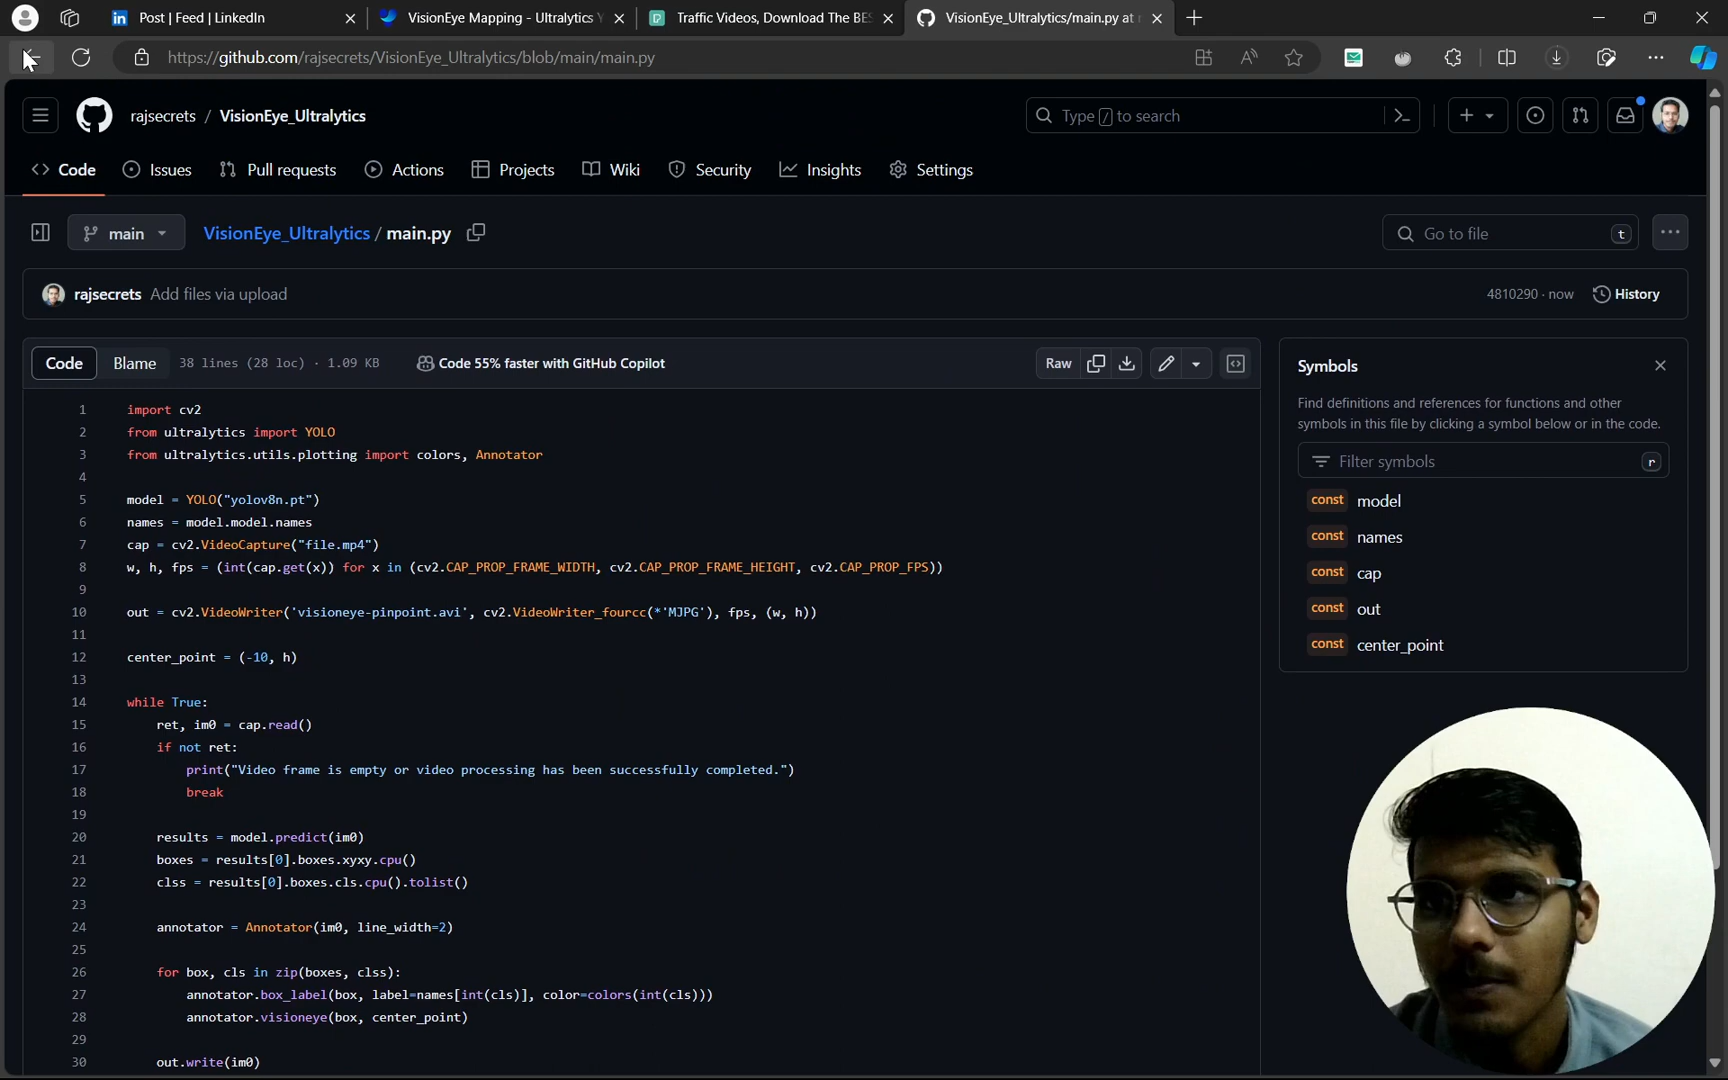 Post | Feed | LinkedIn
VisionEye Mapping - Ultralytics Y
Traffic Videos, Download The BES
VisionEye_Ultralytics/main.py at r
https://github.com/rajsecrets/VisionEye_Ultralytics/blob/main/main.py
rajsecrets / VisionEye_Ultralytics
Type / to search
Code Issues Pull requests Actions Projects Wiki Security Insights Settings
main VisionEye_Ultralytics / main.py
Go to file t
rajsecrets Add files via upload
4810290 · now History
Code Blame 38 lines (28 loc) · 1.09 KB Code 55% faster with GitHub Copilot
Raw
1 import cv2
2 from ultralytics import YOLO
3 from ultralytics.utils.plotting import colors, Annotator
4
5 model = YOLO("yolov8n.pt")
6 names = model.model.names
7 cap = cv2.VideoCapture("file.mp4")
8 w, h, fps = (int(cap.get(x)) for x in (cv2.CAP_PROP_FRAME_WIDTH, cv2.CAP_PROP_FRAME_HEIGHT, cv2.CAP_PROP_FPS))
9
10 out = cv2.VideoWriter('visioneye-pinpoint.avi', cv2.VideoWriter_fourcc(*'MJPG'), fps, (w, h))
11
12 center_point = (-10, h)
13
14 while True:
15 ret, im0 = cap.read()
16 if not ret:
17 print("Video frame is empty or video processing has been successfully completed.")
18 break
19
20 results = model.predict(im0)
21 boxes = results[0].boxes.xyxy.cpu()
22 clss = results[0].boxes.cls.cpu().tolist()
23
24 annotator = Annotator(im0, line_width=2)
25
26 for box, cls in zip(boxes, clss):
27 annotator.box_label(box, label=names[int(cls)], color=colors(int(cls)))
28 annotator.visioneye(box, center_point)
29
30 out.write(im0)
Symbols
Find definitions and references for functions and other
symbols in this file by clicking a symbol below or in the code.
Filter symbols r
const model
const names
const cap
const out
const center_point